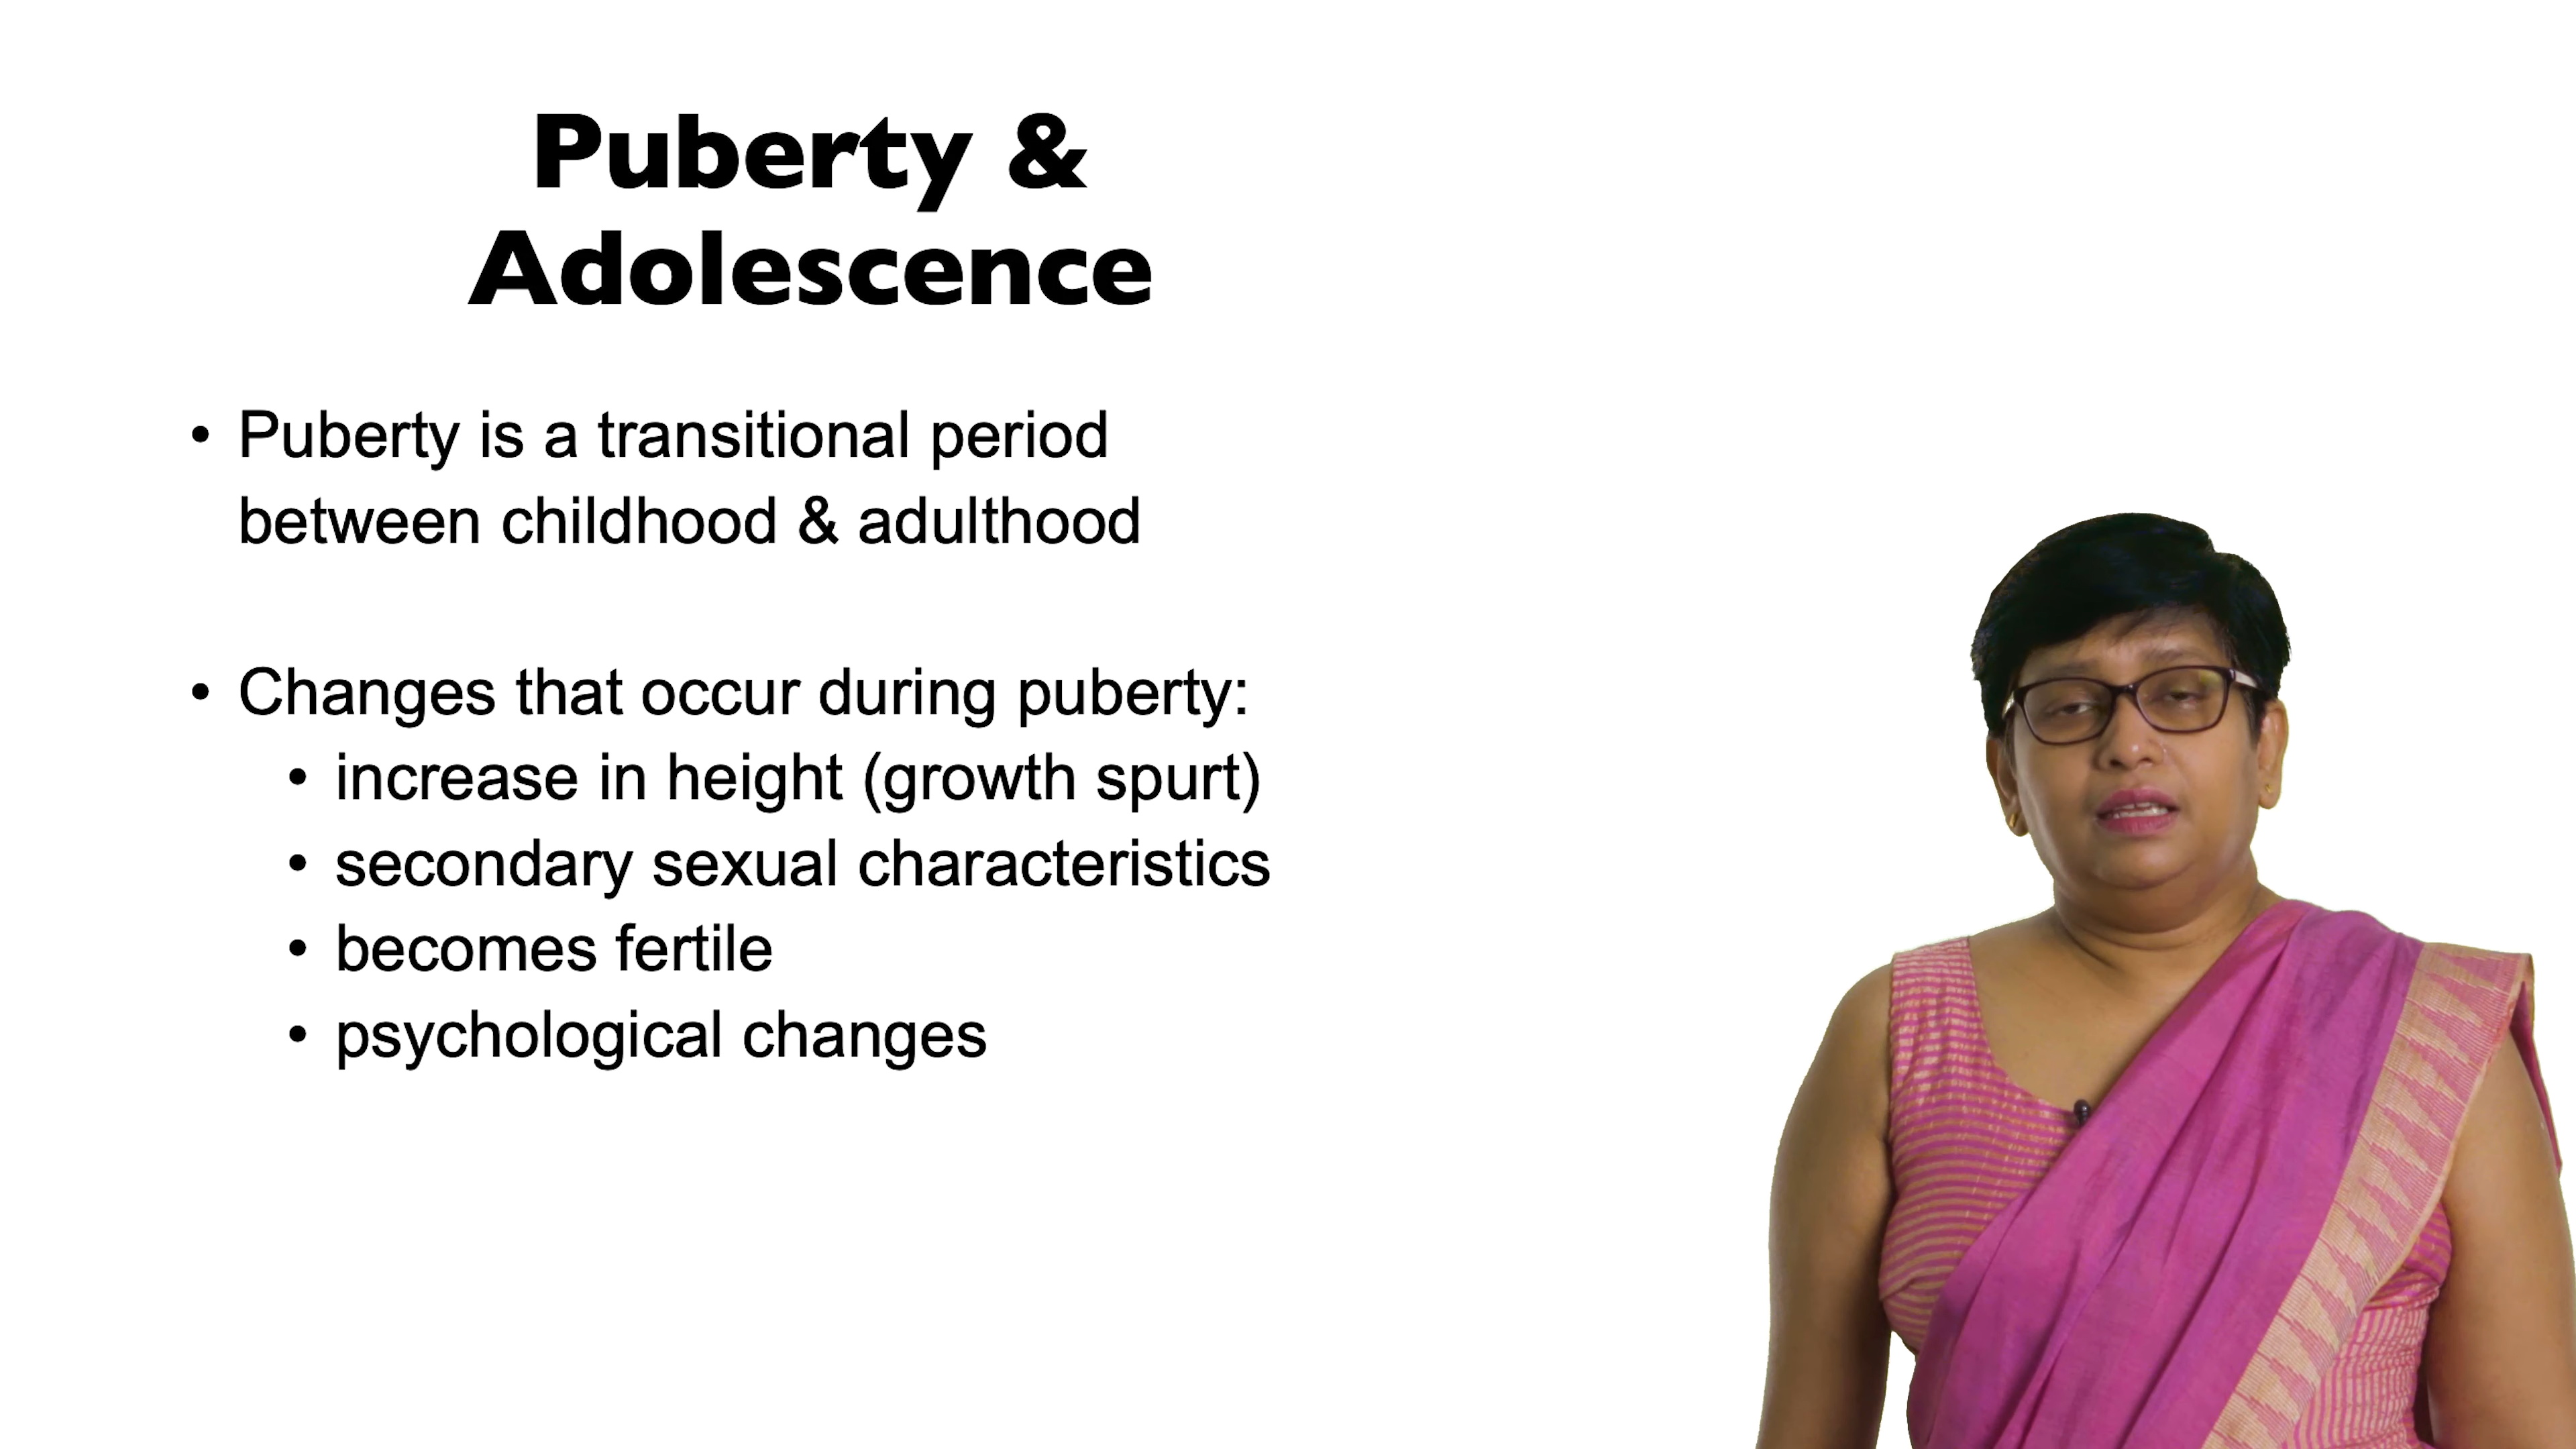 Puberty &
Adolescence
• Puberty is a transitional period
between childhood & adulthood
• Changes that occur during puberty:
• increase in height (growth spurt)
• secondary sexual characteristics
• becomes fertile
• psychological changes